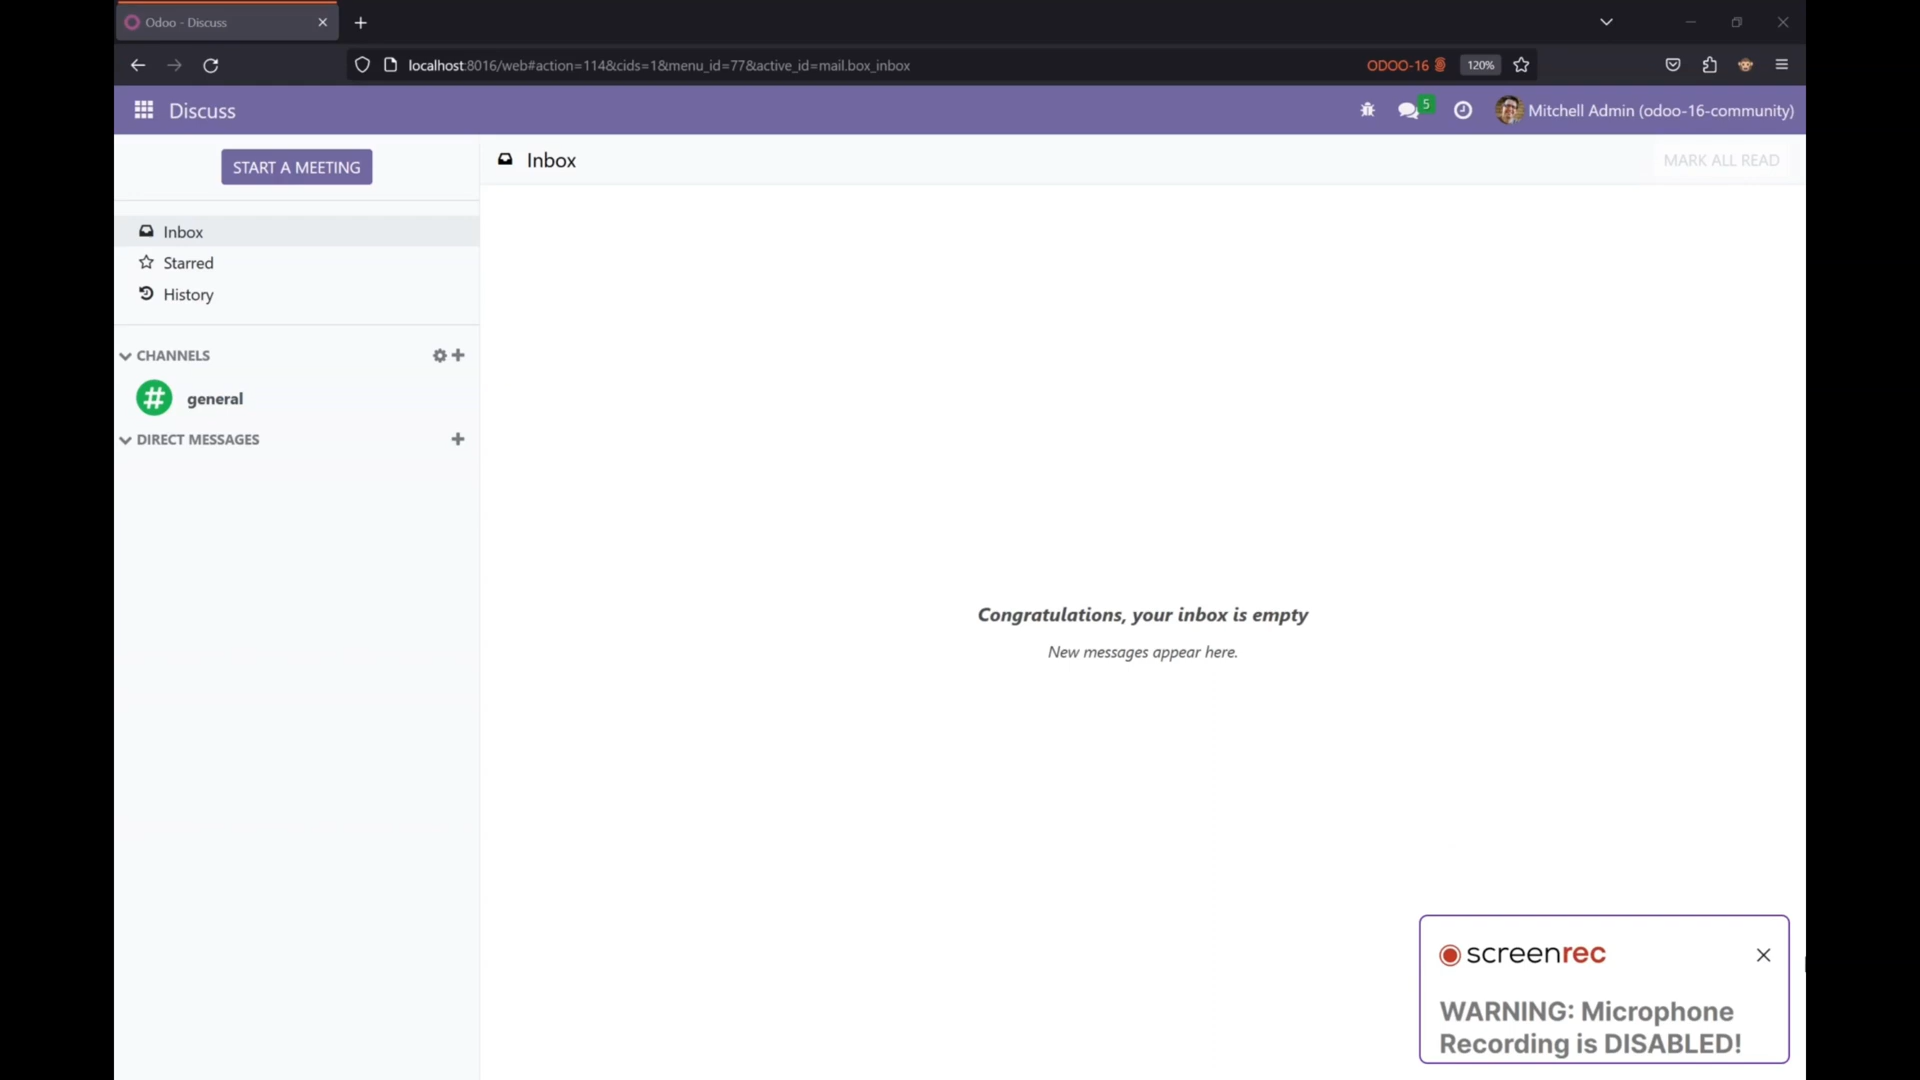 Odoo - Discuss
localhost:8016/web#action=114&cids=1&menu_id=77&active_id=mail.box_inbox
ODOO-16
120%
Discuss
5
Mitchell Admin (odoo-16-community)
START A MEETING
Inbox
MARK ALL READ
Inbox
Starred
History
CHANNELS
general
DIRECT MESSAGES
Congratulations, your inbox is empty
New messages appear here.
screenrec
WARNING: Microphone
Recording is DISABLED!